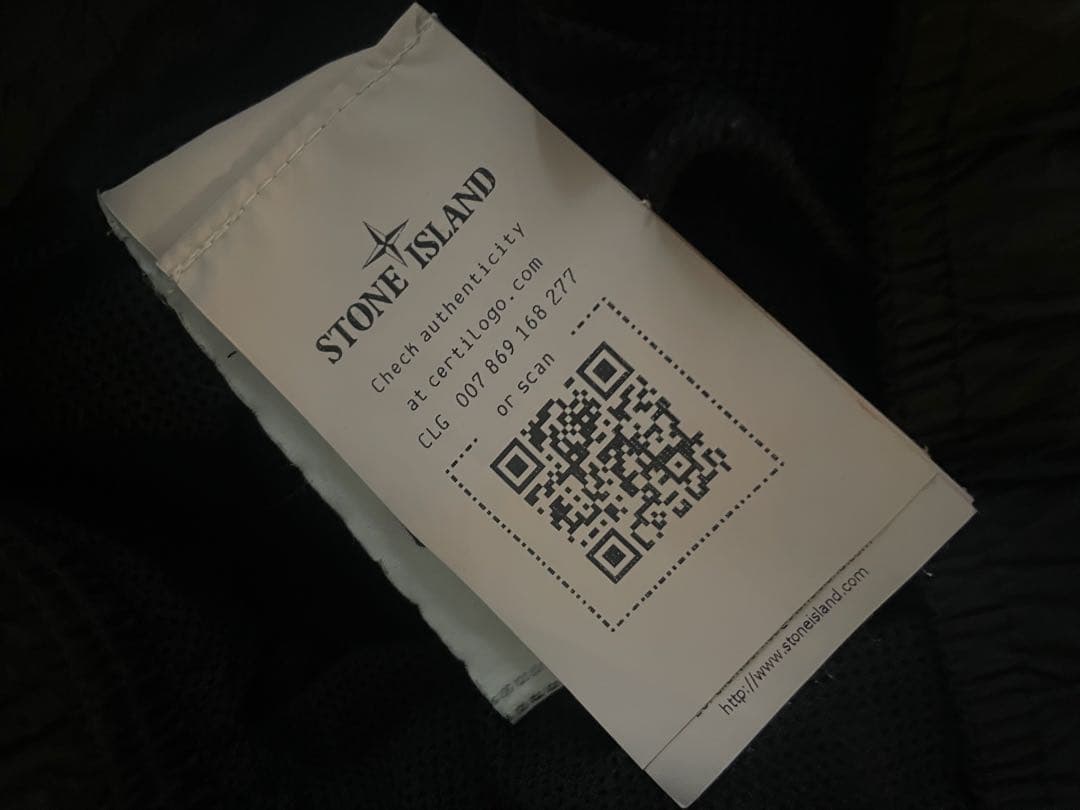 STONE ISLAND
Check authenticity
at certilogo.com
CLG 007 869 168 277
or scan
http://www.stoneisland.com